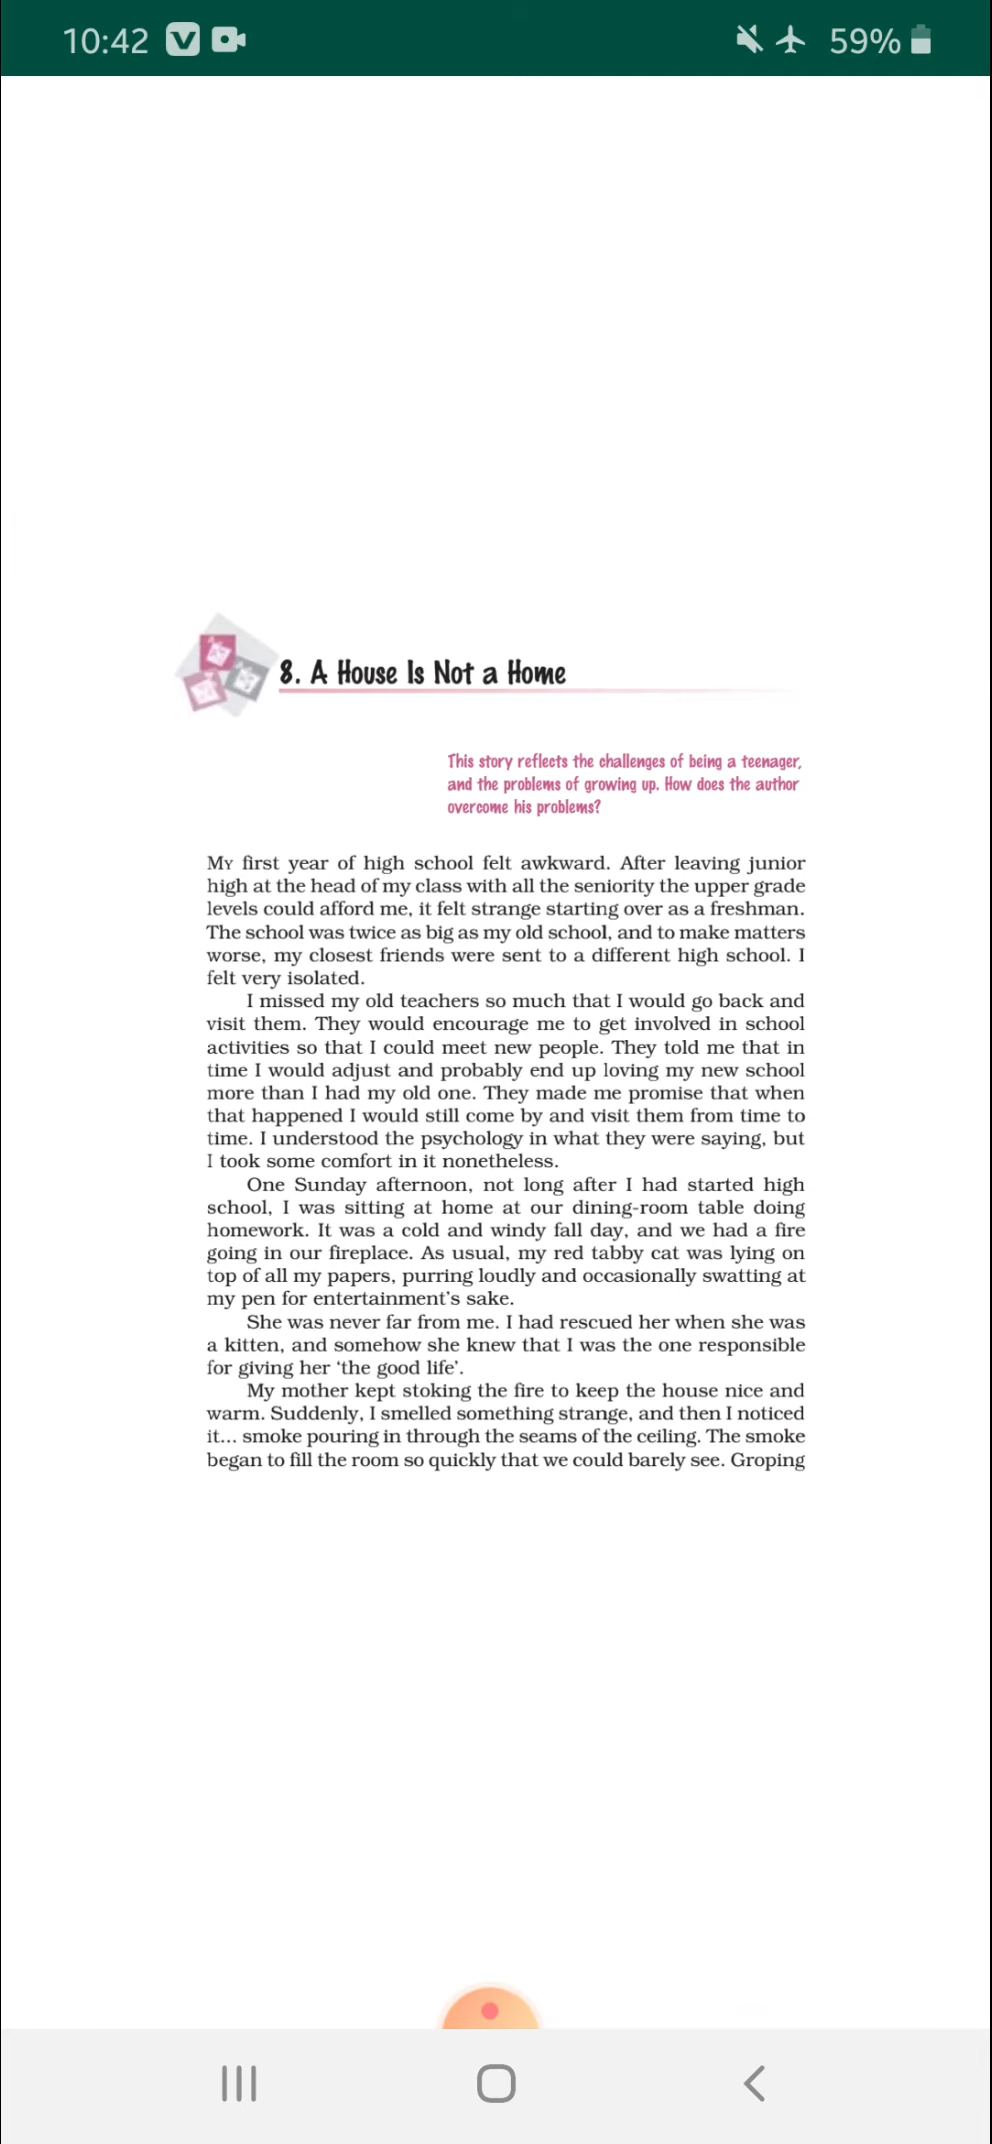 10:42
59%
8. A House Is Not a Home
This story reflects the challenges of being a teenager,
and the problems of growing up. How does the author
overcome his problems?
MY first year of high school felt awkward. After leaving junior
high at the head of my class with all the seniority the upper grade
levels could afford me, it felt strange starting over as a freshman.
The school was twice as big as my old school, and to make matters
worse, my closest friends were sent to a different high school. I
felt very isolated.
I missed my old teachers so much that I would go back and
visit them. They would encourage me to get involved in school
activities so that I could meet new people. They told me that in
time I would adjust and probably end up loving my new school
more than I had my old one. They made me promise that when
that happened I would still come by and visit them from time to
time. I understood the psychology in what they were saying, but
I took some comfort in it nonetheless.
One Sunday afternoon, not long after I had started high
school, I was sitting at home at our dining-room table doing
homework. It was a cold and windy fall day, and we had a fire
going in our fireplace. As usual, my red tabby cat was lying on
top of all my papers, purring loudly and occasionally swatting at
my pen for entertainment's sake.
She was never far from me. I had rescued her when she was
a kitten, and somehow she knew that I was the one responsible
for giving her ‘the good life’.
My mother kept stoking the fire to keep the house nice and
warm. Suddenly, I smelled something strange, and then I noticed
it... smoke pouring in through the seams of the ceiling. The smoke
began to fill the room so quickly that we could barely see. Groping